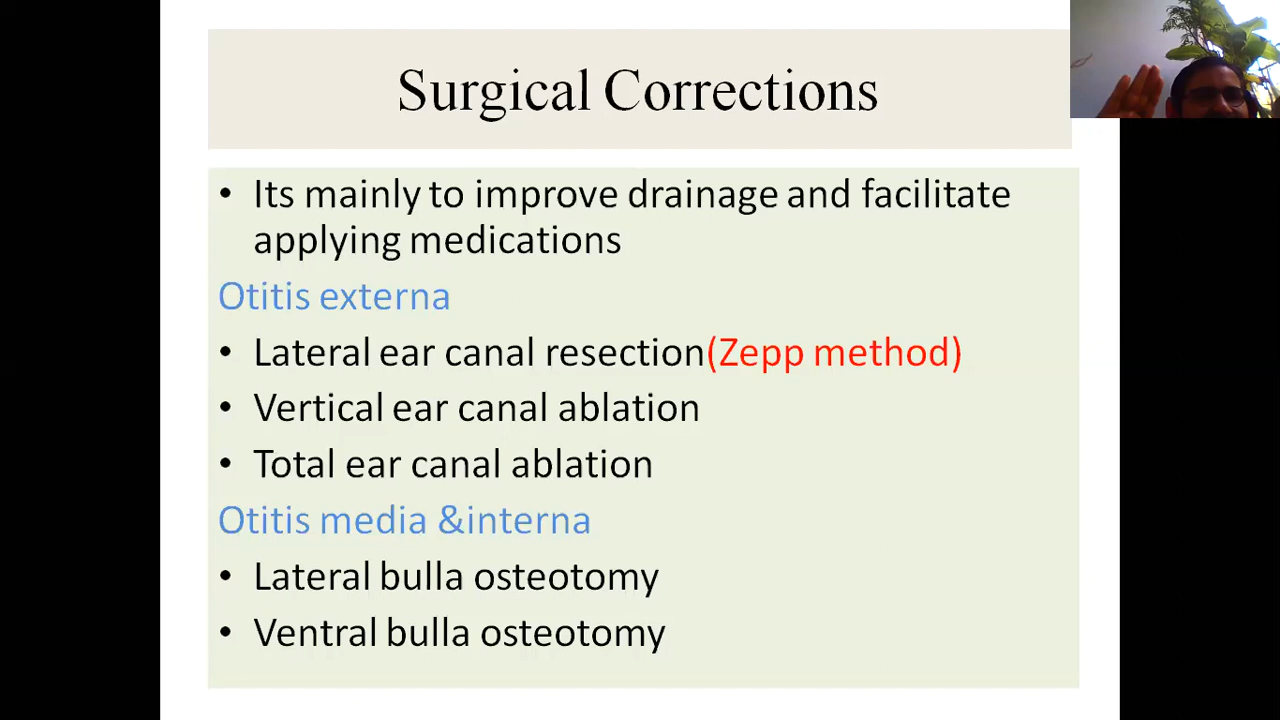 Surgical Corrections
• Its mainly to improve drainage and facilitate
applying medications
Otitis externa
• Lateral ear canal resection(Zepp method)
• Vertical ear canal ablation
• Total ear canal ablation
Otitis media &interna
• Lateral bulla osteotomy
• Ventral bulla osteotomy